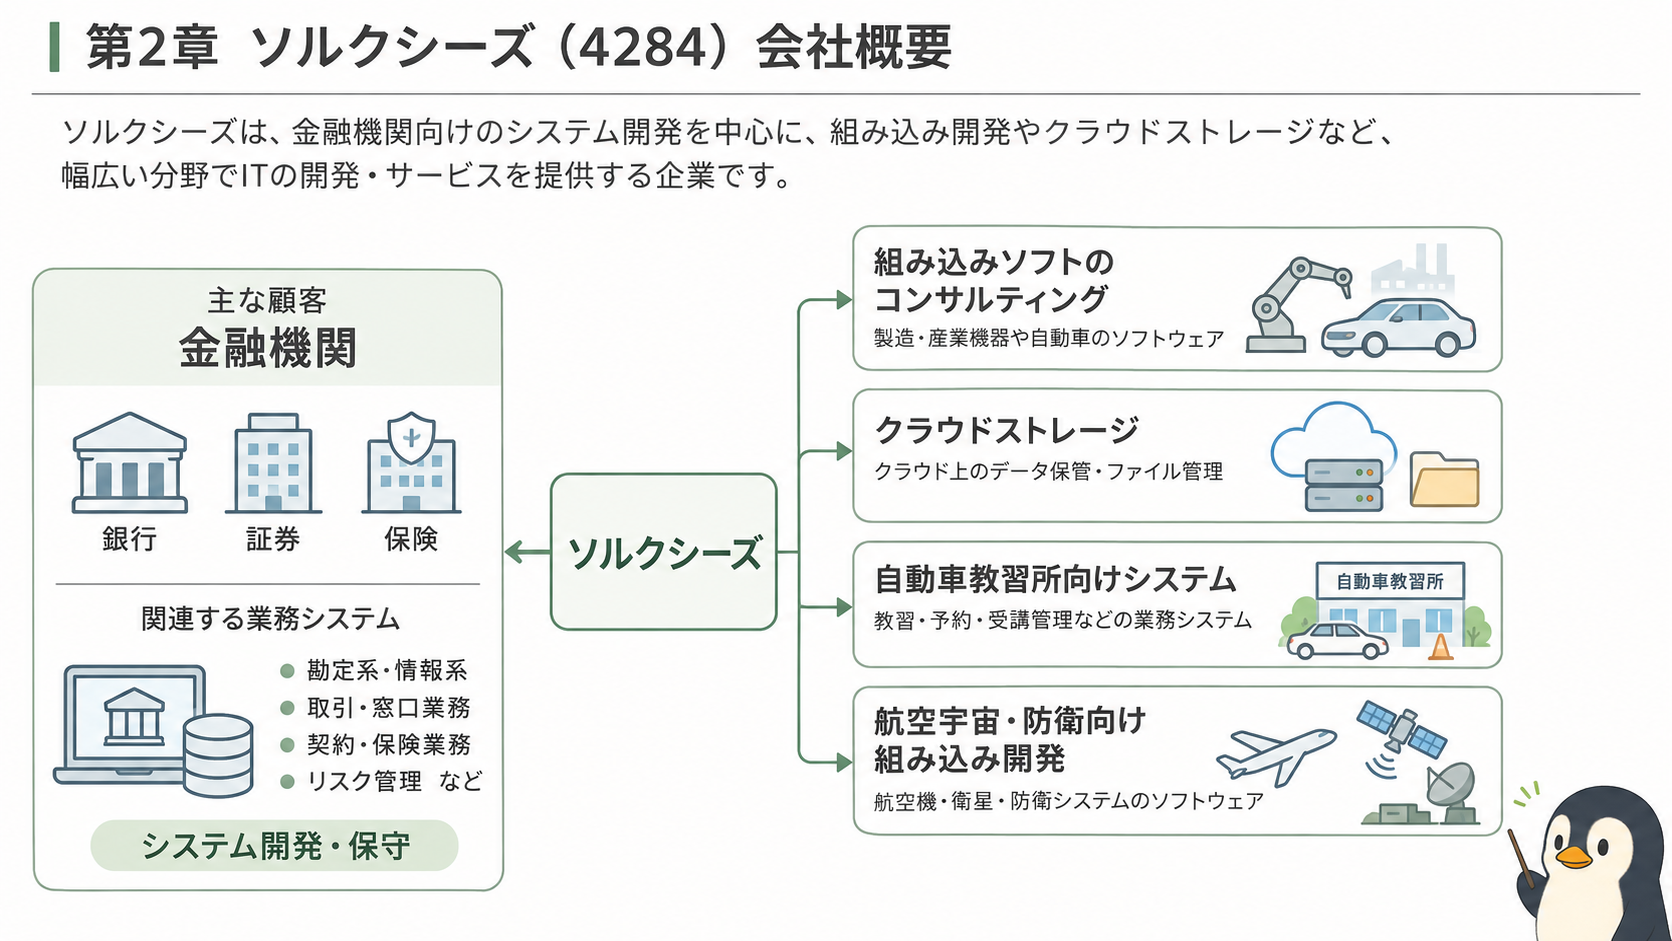 第2章 ソルクシーズ（4284）会社概要
ソルクシーズは、金融機関向けのシステム開発を中心に、組み込み開発やクラウドストレージなど、
幅広い分野でITの開発・サービスを提供する企業です。
主な顧客
金融機関
銀行
証券
保険
関連する業務システム
勘定系・情報系
取引・窓口業務
契約・保険業務
リスク管理 など
システム開発・保守
ソルクシーズ
組み込みソフトの
コンサルティング
製造・産業機器や自動車のソフトウェア
クラウドストレージ
クラウド上のデータ保管・ファイル管理
自動車教習所向けシステム
教習・予約・受講管理などの業務システム
自動車教習所
航空宇宙・防衛向け
組み込み開発
航空機・衛星・防衛システムのソフトウェア